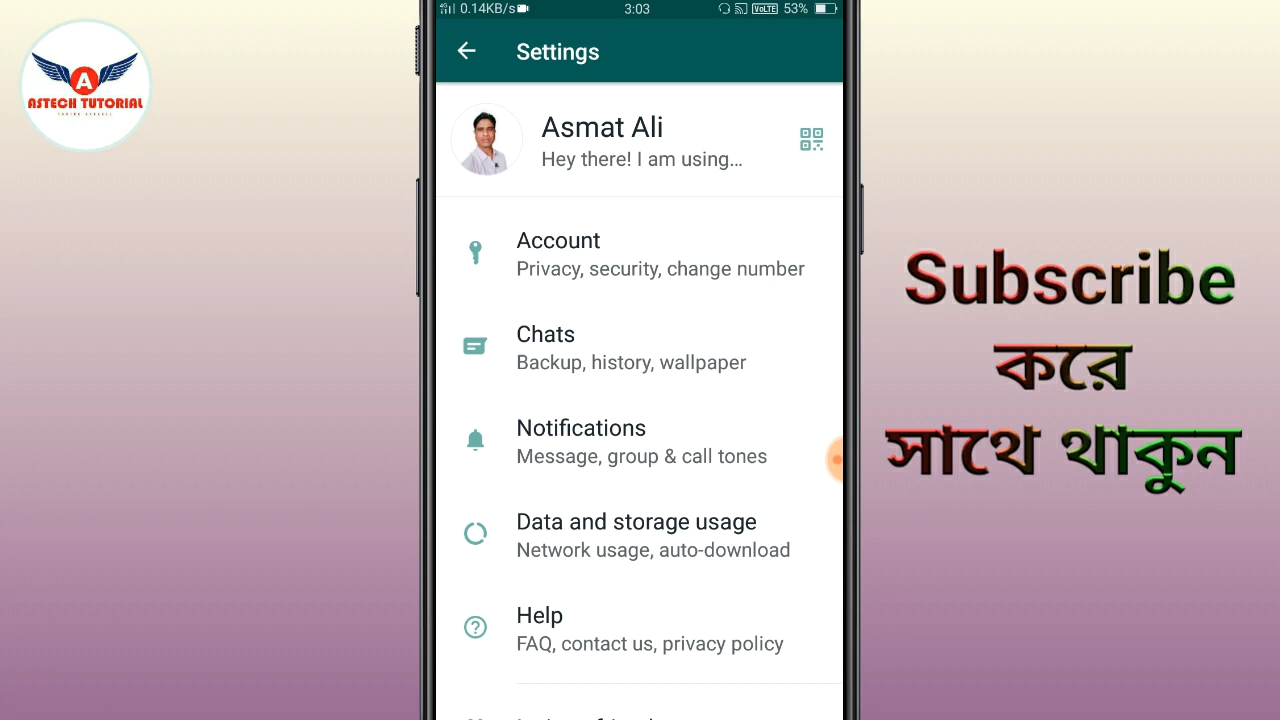 0.14KB/s
3:03
VoLTE
53%
ASTECH TUTORIAL
Settings
Asmat Ali
Hey there! I am using...
Account
Privacy, security, change number
Chats
Backup, history, wallpaper
Notifications
Message, group & call tones
Data and storage usage
Network usage, auto-download
Help
FAQ, contact us, privacy policy
Subscribe
করে
সাথে থাকুন